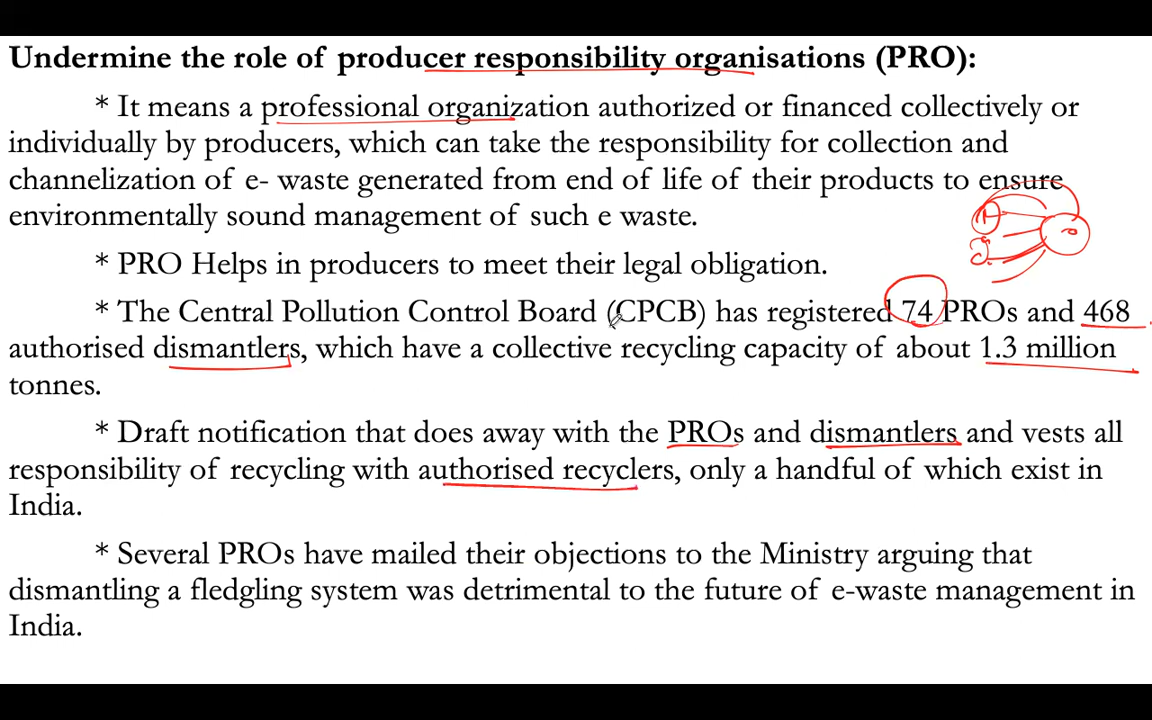 Undermine the role of producer responsibility organisations (PRO):
* It means a professional organization authorized or financed collectively or
individually by producers, which can take the responsibility for collection and
channelization of e- waste generated from end of life of their products to ensure
environmentally sound management of such e waste.
* PRO Helps in producers to meet their legal obligation.
* The Central Pollution Control Board (CPCB) has registered 74 PROs and 468
authorised dismantlers, which have a collective recycling capacity of about 1.3 million
tonnes.
* Draft notification that does away with the PROs and dismantlers and vests all
responsibility of recycling with authorised recyclers, only a handful of which exist in
India.
* Several PROs have mailed their objections to the Ministry arguing that
dismantling a fledgling system was detrimental to the future of e-waste management in
India.